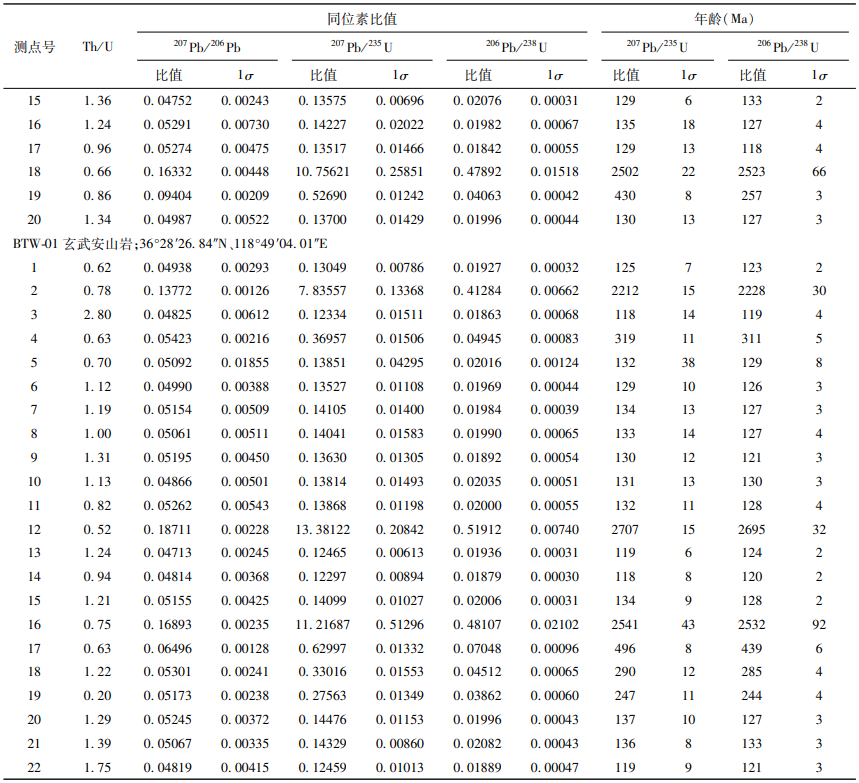 同位素比值 年龄(Ma)
测点号 Th/U ²⁰⁷Pb/²⁰⁶Pb ²⁰⁷Pb/²³⁵U ²⁰⁶Pb/²³⁸U ²⁰⁷Pb/²³⁵U ²⁰⁶Pb/²³⁸U
比值 1σ 比值 1σ 比值 1σ 比值 1σ 比值 1σ
15 1.36 0.04752 0.00243 0.13575 0.00696 0.02076 0.00031 129 6 133 2
16 1.24 0.05291 0.00730 0.14227 0.02022 0.01982 0.00067 135 18 127 4
17 0.96 0.05274 0.00475 0.13517 0.01466 0.01842 0.00055 129 13 118 4
18 0.66 0.16332 0.00448 10.75621 0.25851 0.47892 0.01518 2502 22 2523 66
19 0.86 0.09404 0.00209 0.52690 0.01242 0.04063 0.00042 430 8 257 3
20 1.34 0.04987 0.00522 0.13700 0.01429 0.01996 0.00044 130 13 127 3
BTW-01 玄武安山岩;36°28′26.84″N、118°49′04.01″E
1 0.62 0.04938 0.00293 0.13049 0.00786 0.01927 0.00032 125 7 123 2
2 0.78 0.13772 0.00126 7.83557 0.13368 0.41284 0.00662 2212 15 2228 30
3 2.80 0.04825 0.00612 0.12334 0.01511 0.01863 0.00068 118 14 119 4
4 0.63 0.05423 0.00216 0.36957 0.01506 0.04945 0.00083 319 11 311 5
5 0.70 0.05092 0.01855 0.13851 0.04295 0.02016 0.00124 132 38 129 8
6 1.12 0.04990 0.00388 0.13527 0.01108 0.01969 0.00044 129 10 126 3
7 1.19 0.05154 0.00509 0.14105 0.01400 0.01984 0.00039 134 13 127 3
8 1.00 0.05061 0.00511 0.14041 0.01583 0.01990 0.00065 133 14 127 4
9 1.31 0.05195 0.00450 0.13630 0.01305 0.01892 0.00054 130 12 121 3
10 1.13 0.04866 0.00501 0.13814 0.01493 0.02035 0.00051 131 13 130 3
11 0.82 0.05262 0.00543 0.13868 0.01198 0.02000 0.00055 132 11 128 4
12 0.52 0.18711 0.00228 13.38122 0.20842 0.51912 0.00740 2707 15 2695 32
13 1.24 0.04713 0.00245 0.12465 0.00613 0.01936 0.00031 119 6 124 2
14 0.94 0.04814 0.00368 0.12297 0.00894 0.01879 0.00030 118 8 120 2
15 1.21 0.05155 0.00425 0.14099 0.01027 0.02006 0.00031 134 9 128 2
16 0.75 0.16893 0.00235 11.21687 0.51296 0.48107 0.02102 2541 43 2532 92
17 0.63 0.06496 0.00128 0.62997 0.01332 0.07048 0.00096 496 8 439 6
18 1.22 0.05301 0.00241 0.33016 0.01553 0.04512 0.00065 290 12 285 4
19 0.20 0.05173 0.00238 0.27563 0.01349 0.03862 0.00060 247 11 244 4
20 1.29 0.05245 0.00372 0.14476 0.01153 0.01996 0.00043 137 10 127 3
21 1.39 0.05067 0.00335 0.14329 0.00860 0.02082 0.00043 136 8 133 3
22 1.75 0.04819 0.00415 0.12459 0.01013 0.01889 0.00047 119 9 121 3